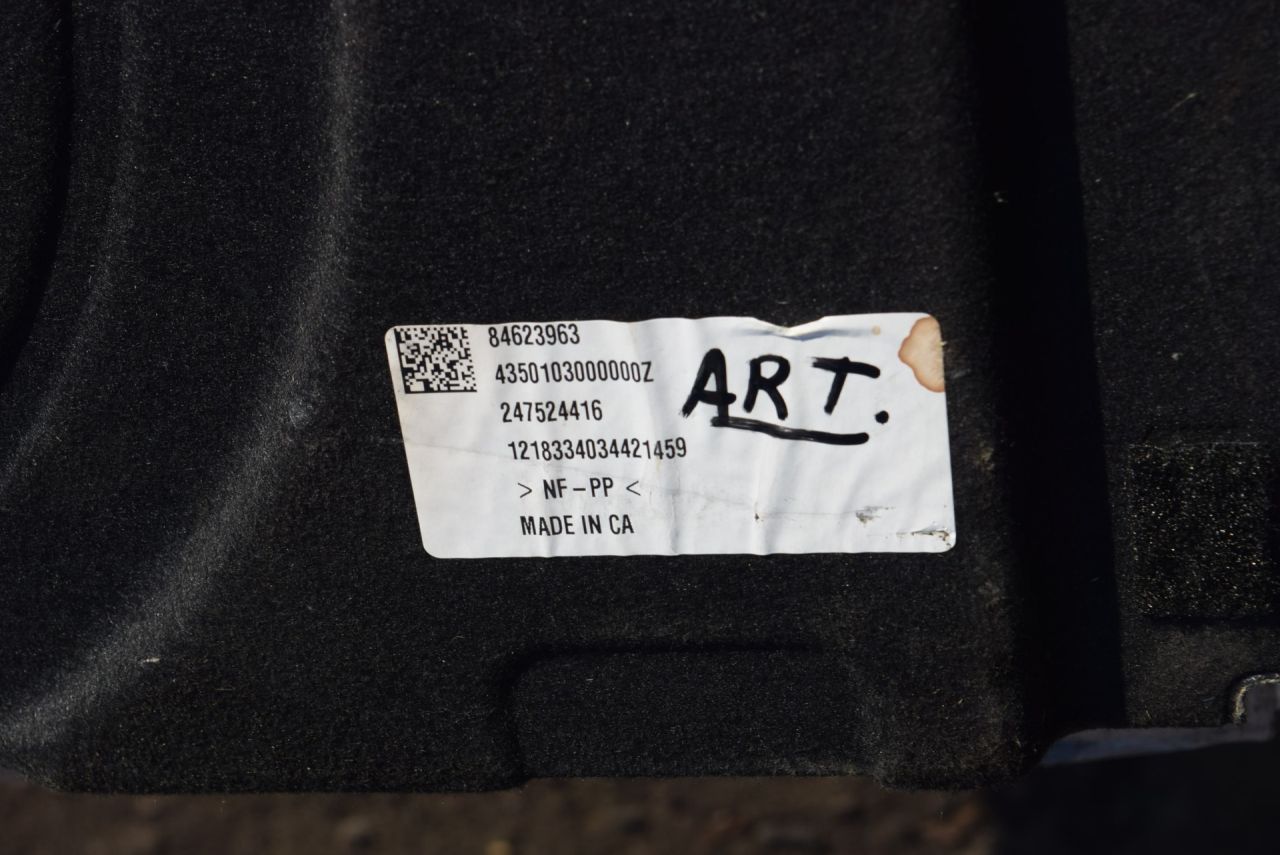 84623963
4350103000000Z
247524416
1218334034421459
> NF-PP <
MADE IN CA
ART.